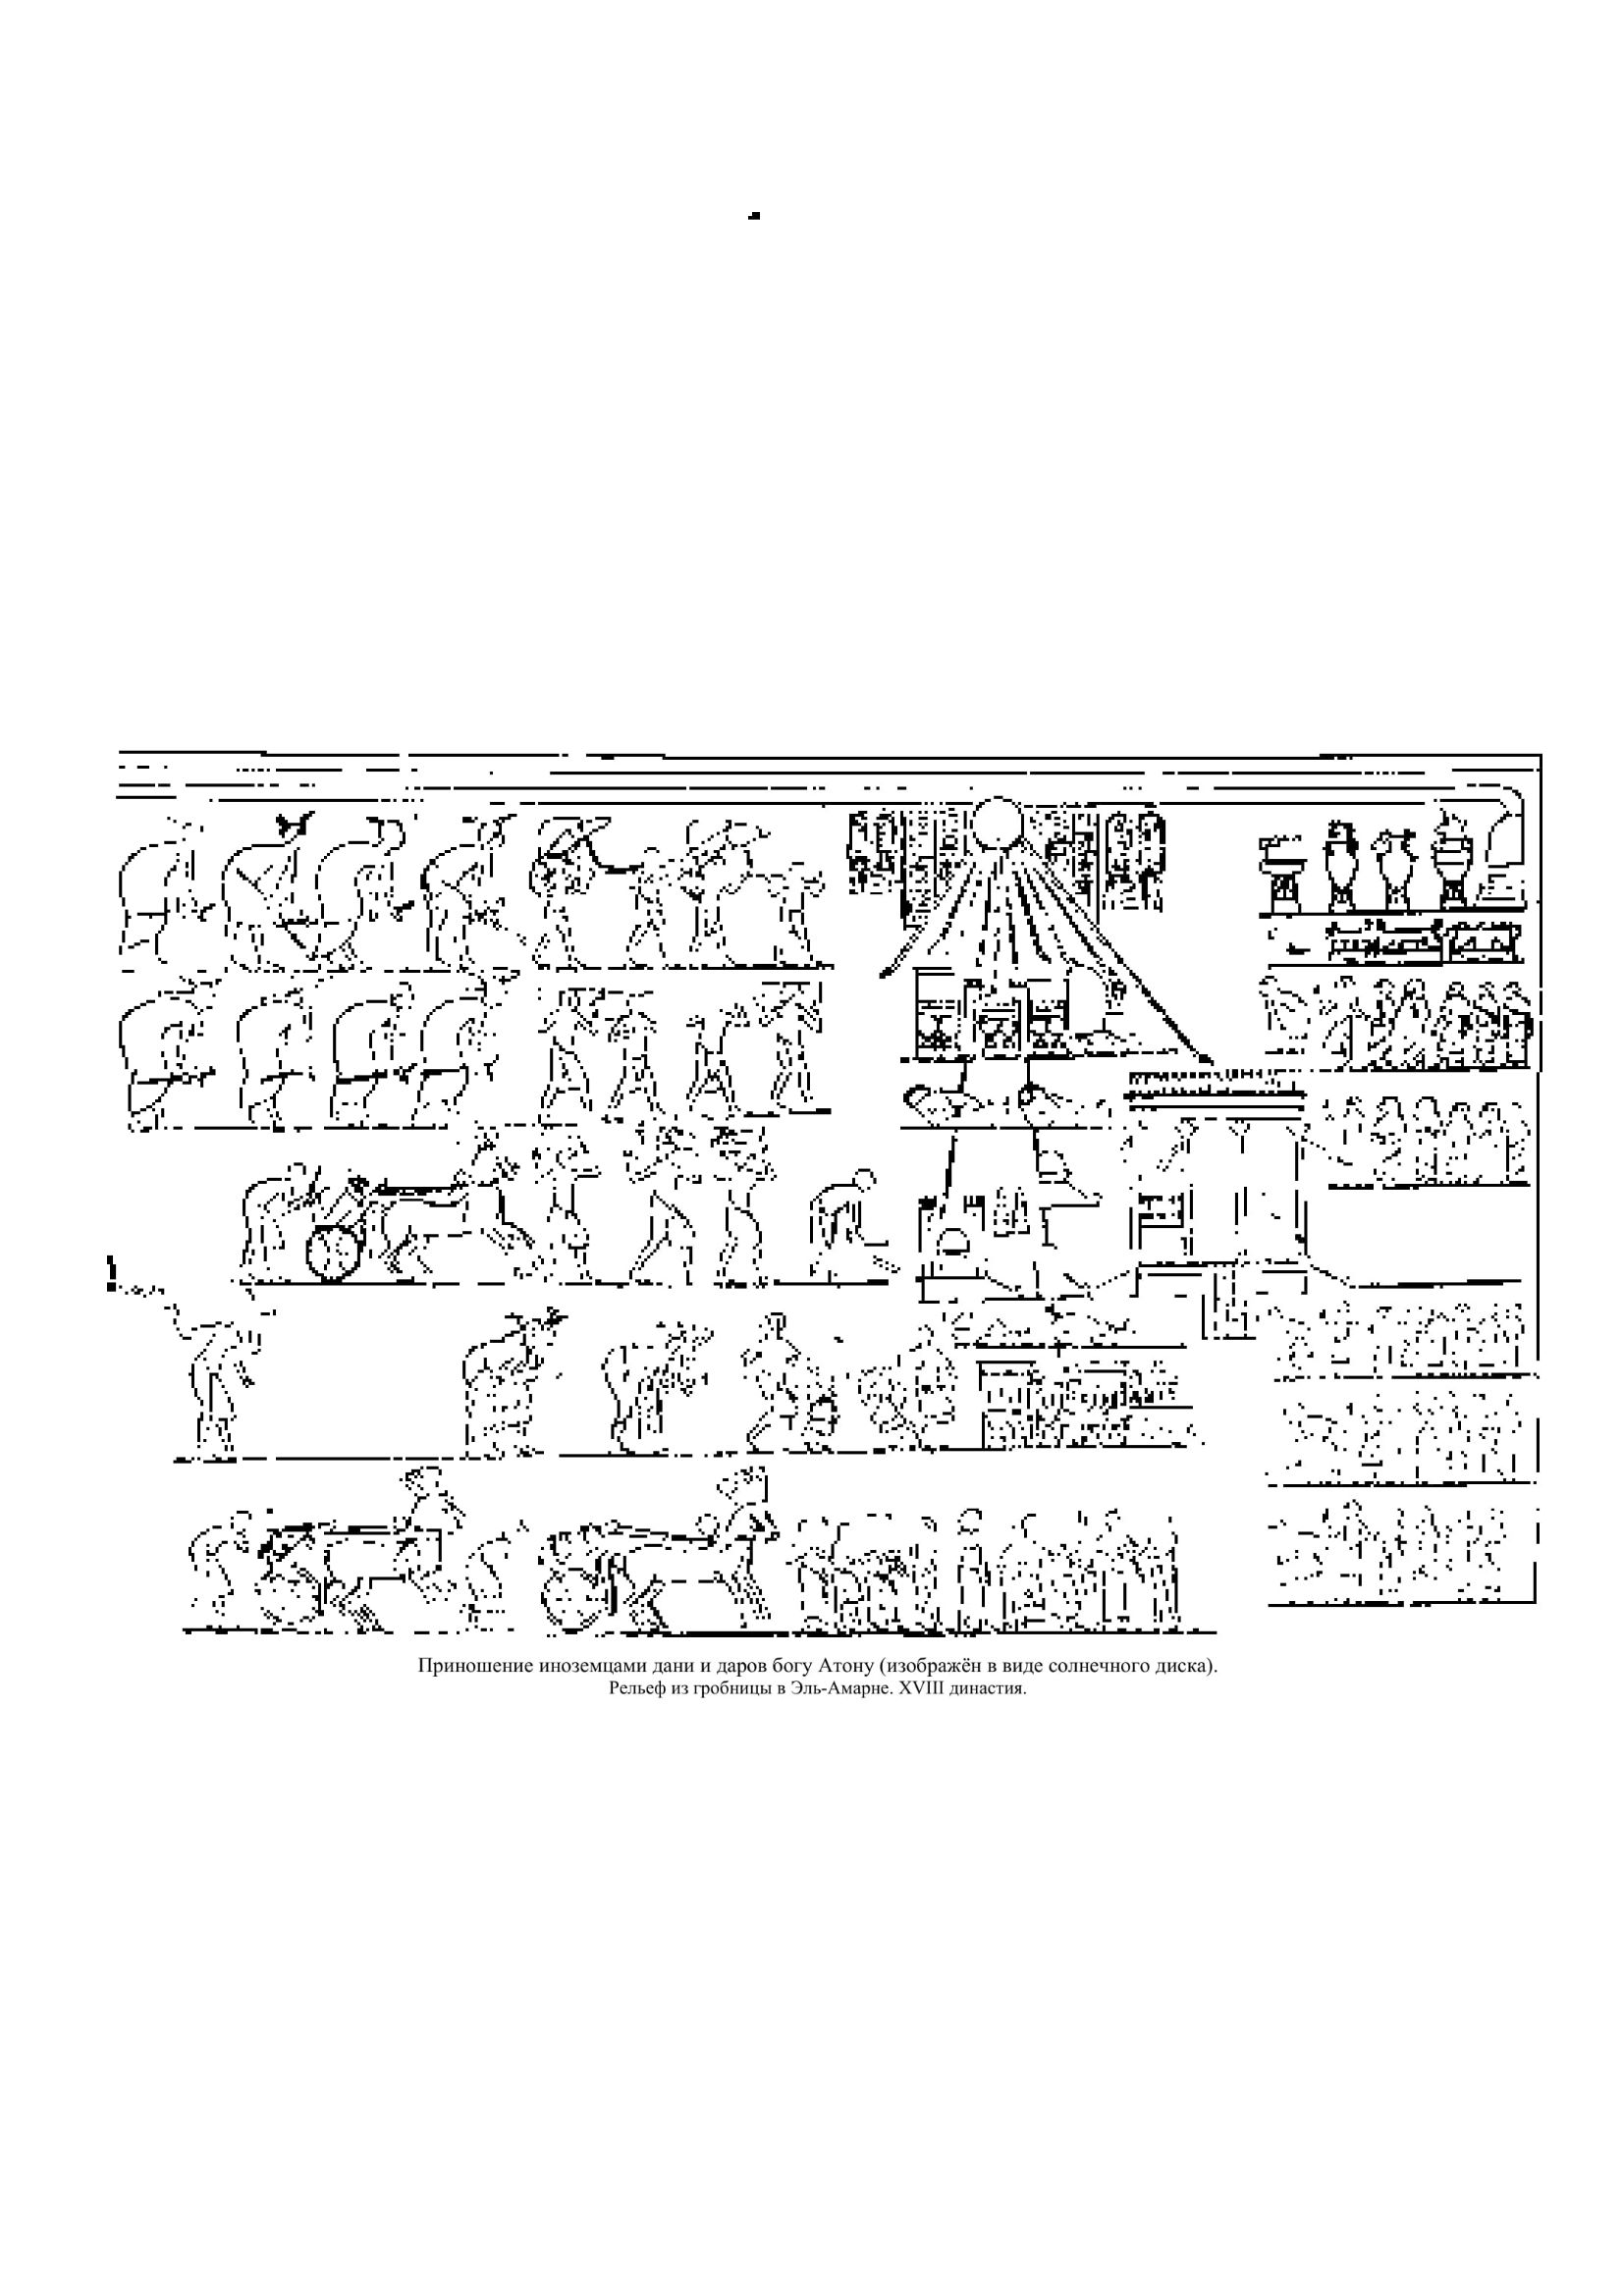 Приношение иноземцами дани и даров богу Атону (изображён в виде солнечного диска).
Рельеф из гробницы в Эль-Амарне. XVIII династия.